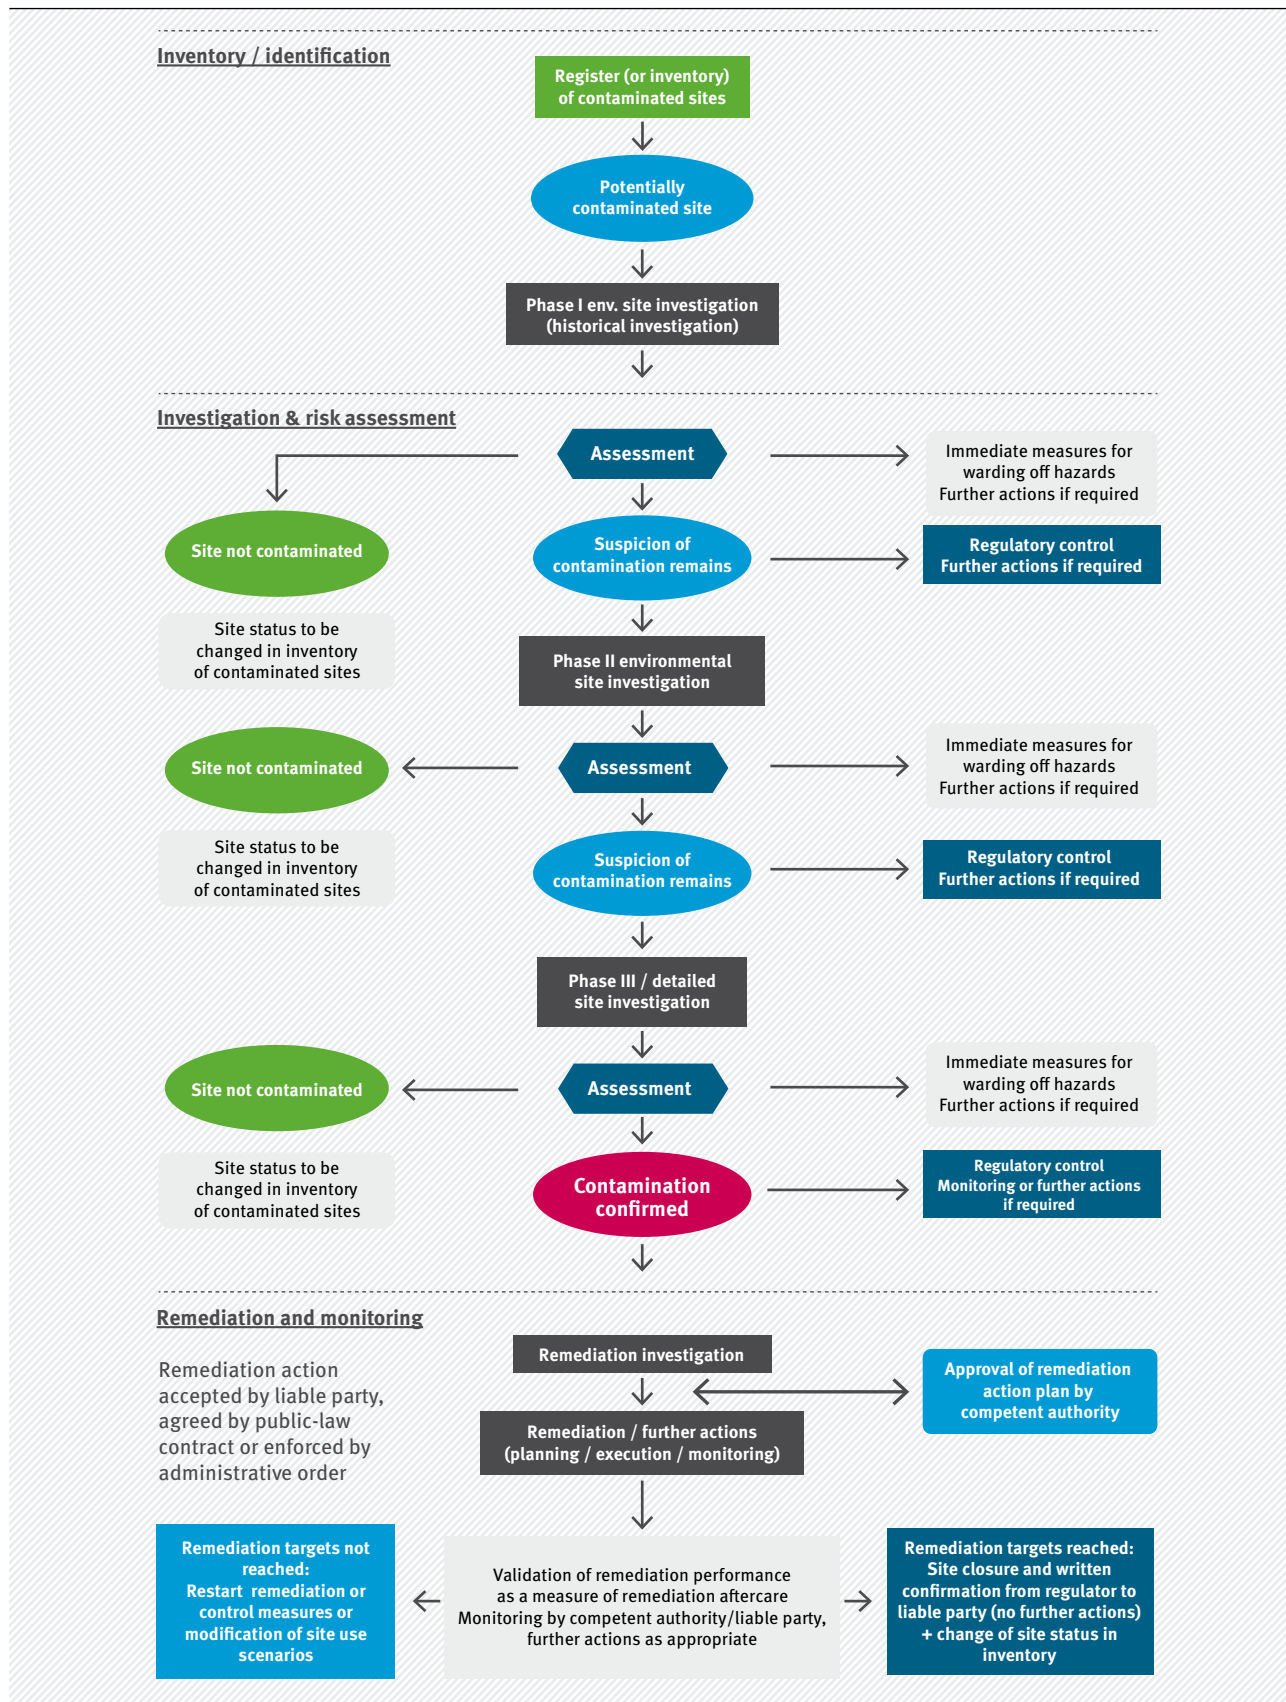 Inventory / identification
Register (or inventory)
of contaminated sites
Potentially
contaminated site
Phase I env. site investigation
(historical investigation)
Investigation & risk assessment
Assessment
Immediate measures for
warding off hazards
Further actions if required
Site not contaminated
Suspicion of
contamination remains
Regulatory control
Further actions if required
Site status to be
changed in inventory
of contaminated sites
Phase II environmental
site investigation
Site not contaminated
Assessment
Immediate measures for
warding off hazards
Further actions if required
Site status to be
changed in inventory
of contaminated sites
Suspicion of
contamination remains
Regulatory control
Further actions if required
Phase III / detailed
site investigation
Site not contaminated
Assessment
Immediate measures for
warding off hazards
Further actions if required
Site status to be
changed in inventory
of contaminated sites
Contamination
confirmed
Regulatory control
Monitoring or further actions
if required
Remediation and monitoring
Remediation action
accepted by liable party,
agreed by public-law
contract or enforced by
administrative order
Remediation investigation
Approval of remediation
action plan by
competent authority
Remediation / further actions
(planning / execution / monitoring)
Remediation targets not
reached:
Restart remediation or
control measures or
modification of site use
scenarios
Validation of remediation performance
as a measure of remediation aftercare
Monitoring by competent authority/liable party,
further actions as appropriate
Remediation targets reached:
Site closure and written
confirmation from regulator to
liable party (no further actions)
+ change of site status in
inventory